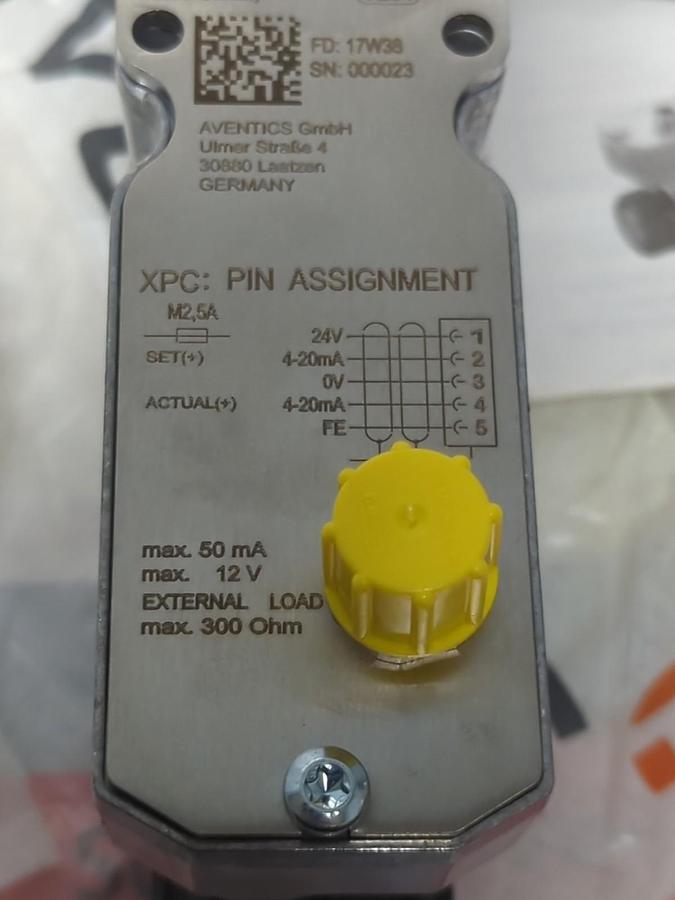 FD: 17W38
SN: 000023
AVENTICS GmbH
Ulmer Straße 4
30880 Laatzen
GERMANY
XPC: PIN ASSIGNMENT
M2,5A
24V 1
SET(+) 4-20mA 2
0V 3
ACTUAL(+) 4-20mA 4
FE 5
max. 50 mA
max. 12 V
EXTERNAL LOAD
max. 300 Ohm